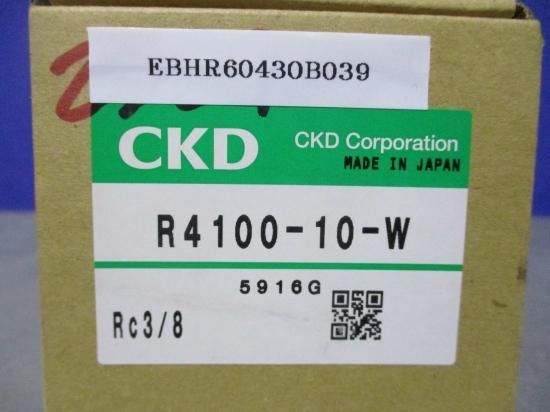 EBHR60430B039
CKD
CKD Corporation
MADE IN JAPAN
R4100-10-W
5916G
Rc3/8